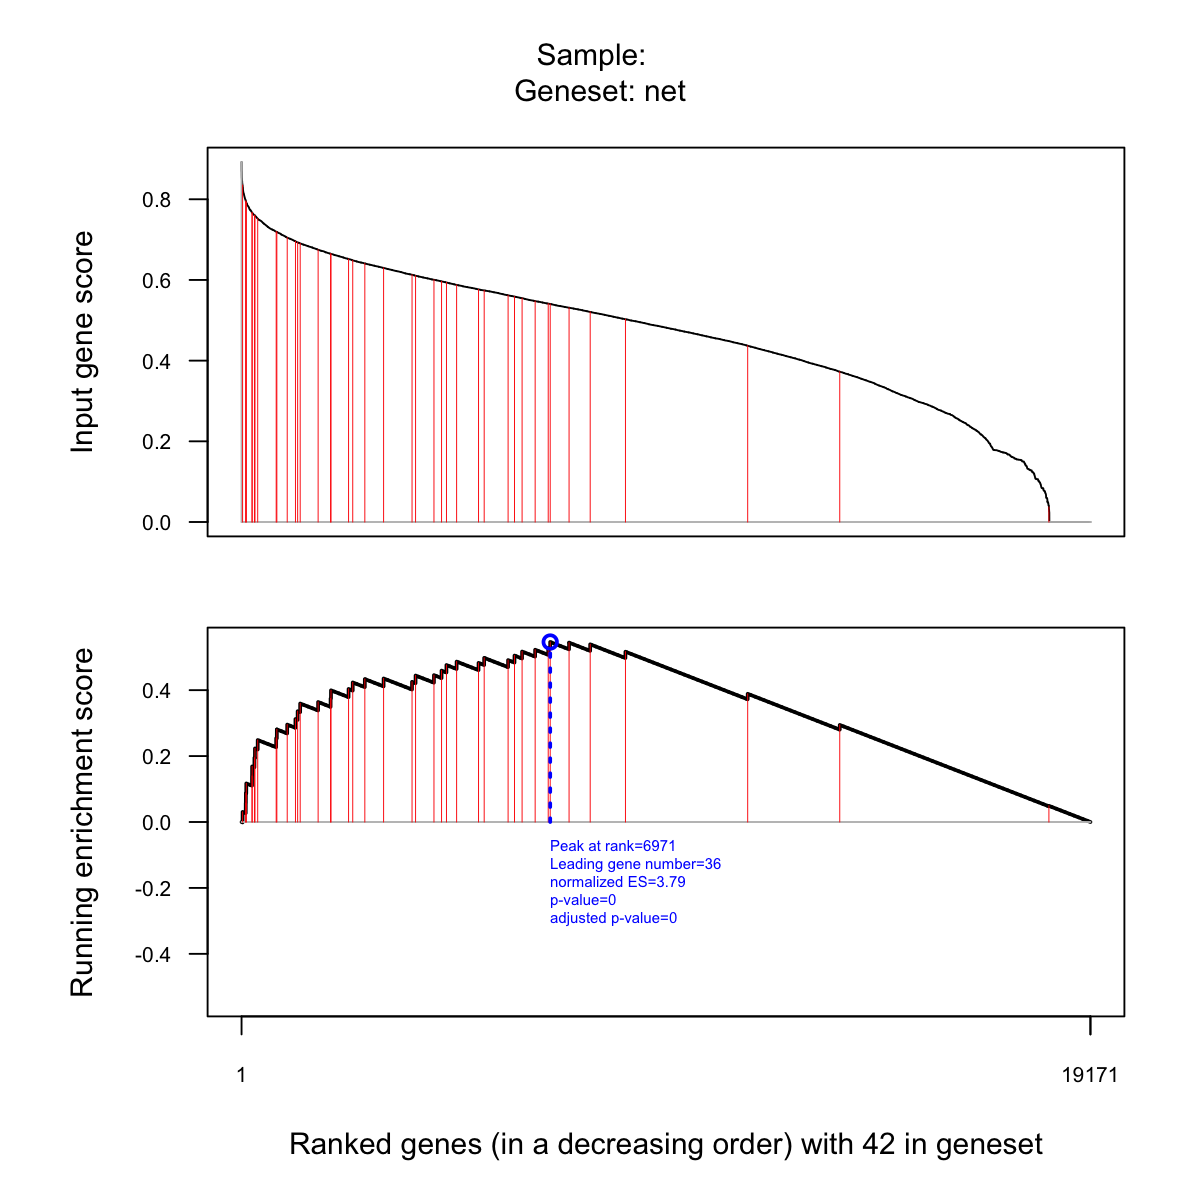 Sample:
Geneset: net
Input gene score
0.8
0.6
0.4
0.2
0.0
Running enrichment score
0.4
0.2
0.0
-0.2
-0.4
Peak at rank=6971
Leading gene number=36
normalized ES=3.79
p-value=0
adjusted p-value=0
1
19171
Ranked genes (in a decreasing order) with 42 in geneset